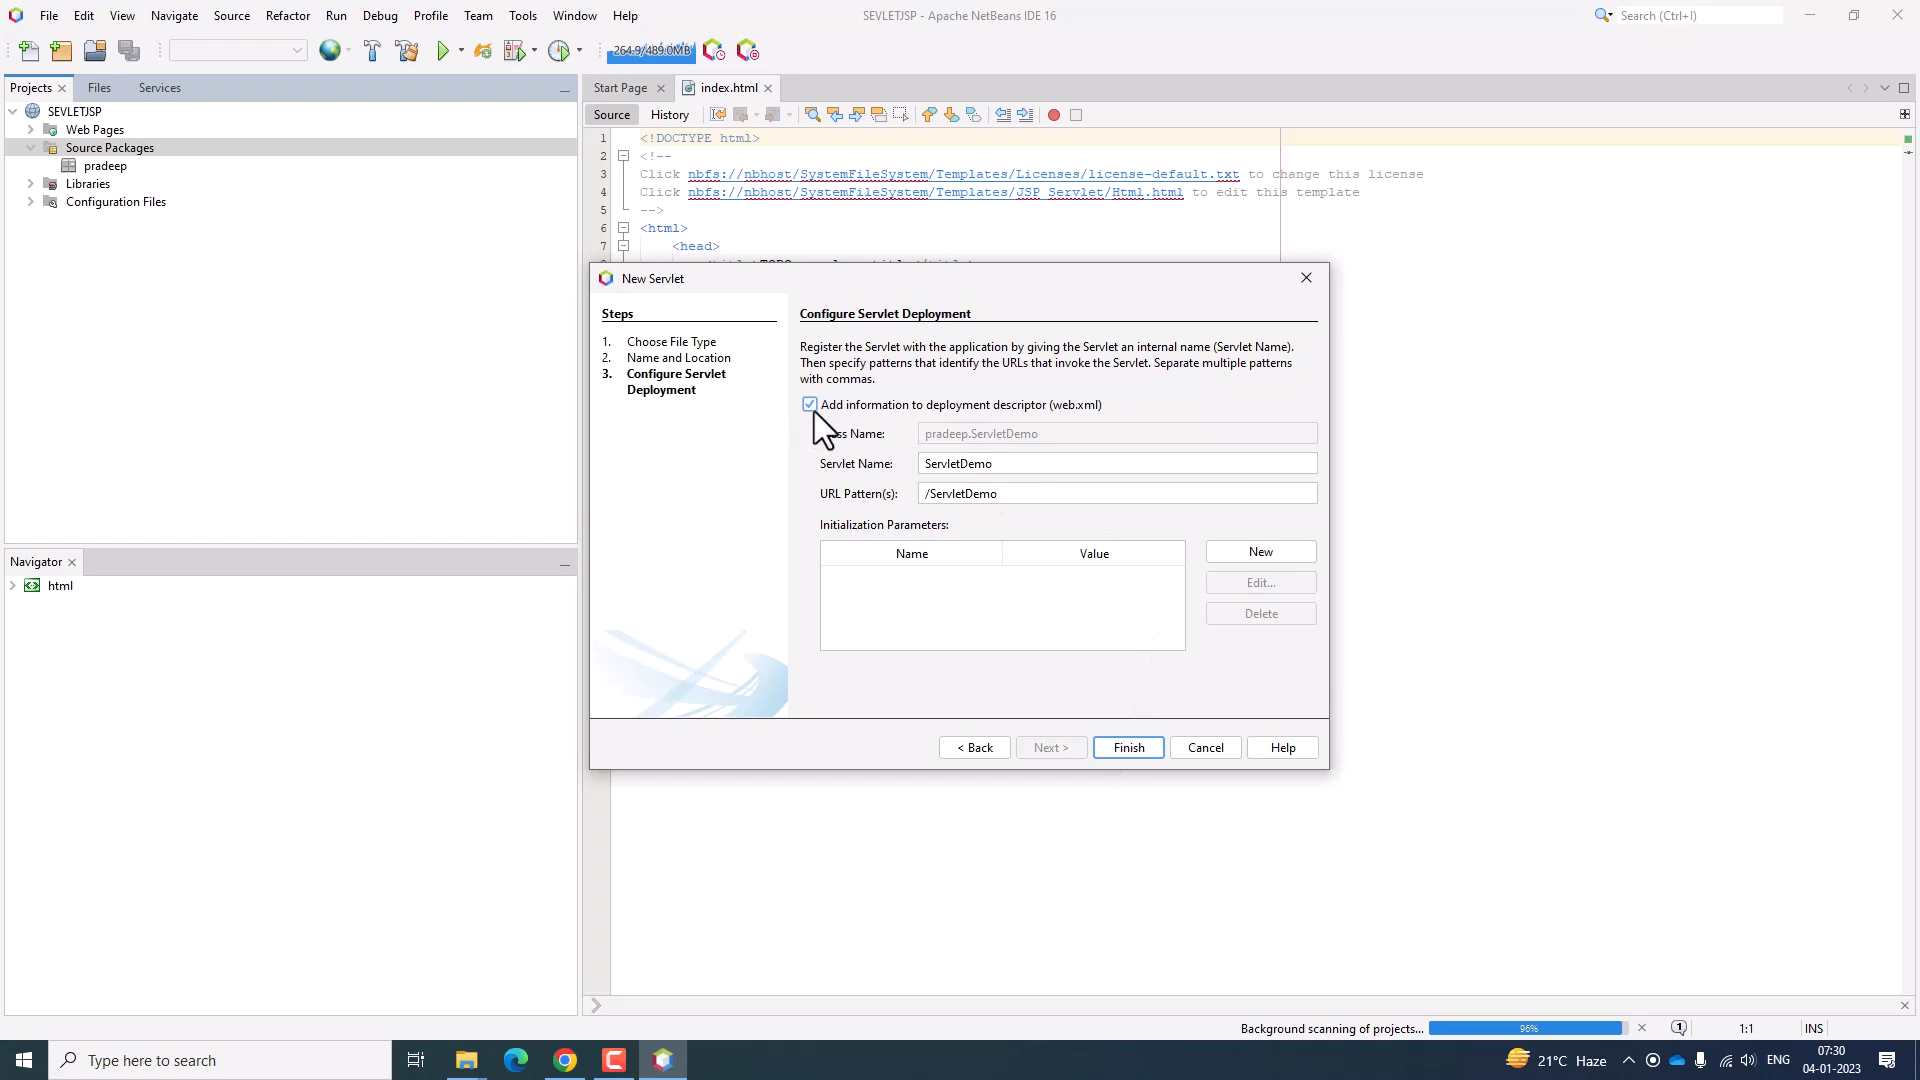 File Edit View Navigate Source Refactor Run Debug Profile Team Tools Window Help
SEVLETJSP - Apache NetBeans IDE 16
Search (Ctrl+I)
264.9/489.0MB
Projects Files Services
SEVLETJSP
Web Pages
Source Packages
pradeep
Libraries
Configuration Files
Navigator
html
Start Page index.html
Source History
1 <!DOCTYPE html>
2 <!--
3 Click nbfs://nbhost/SystemFileSystem/Templates/Licenses/license-default.txt to change this license
4 Click nbfs://nbhost/SystemFileSystem/Templates/JSP_Servlet/Html.html to edit this template
5 -->
6 <html>
7 <head>
New Servlet
Steps
1. Choose File Type
2. Name and Location
3. Configure Servlet
Deployment
Configure Servlet Deployment
Register the Servlet with the application by giving the Servlet an internal name (Servlet Name).
Then specify patterns that identify the URLs that invoke the Servlet. Separate multiple patterns
with commas.
Add information to deployment descriptor (web.xml)
Name: pradeep.ServletDemo
Servlet Name: ServletDemo
URL Pattern(s): /ServletDemo
Initialization Parameters:
Name Value
New
Edit...
Delete
< Back Next > Finish Cancel Help
Background scanning of projects... 96% 1 1:1 INS
Type here to search
21°C Haze ENG
07:30
04-01-2023